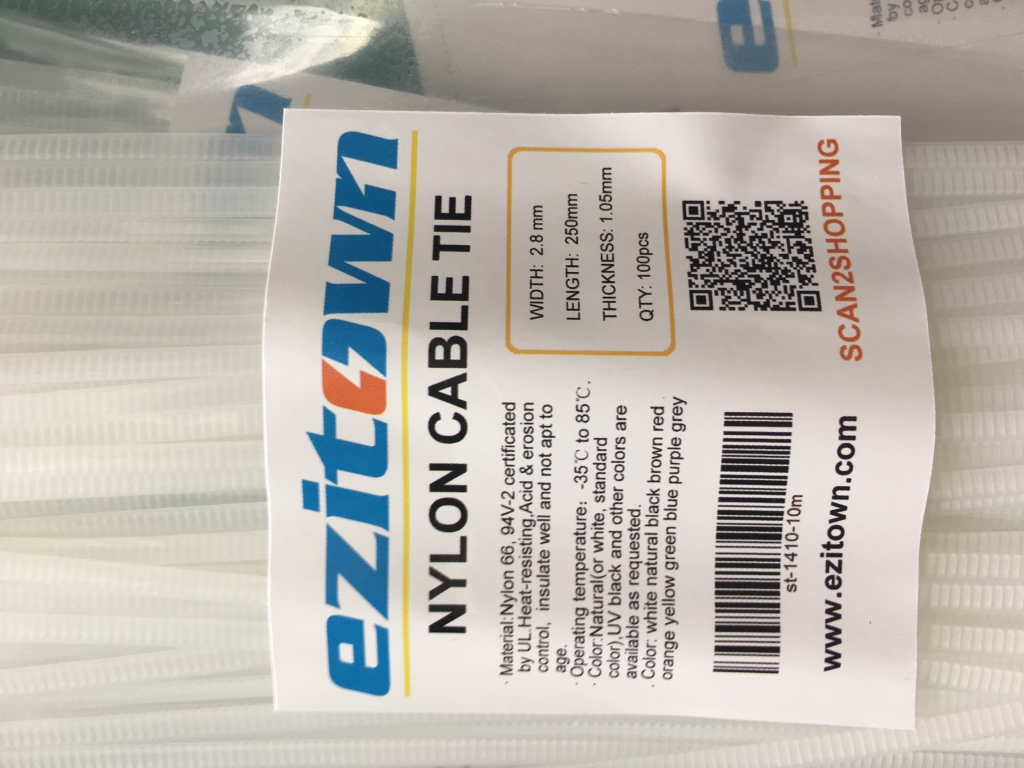 ezitown
NYLON CABLE TIE
· Material:Nylon 66, 94V-2 certificated
by UL.Heat-resisting,Acid & erosion
control, insulate well and not apt to
age.
· Operating temperature: -35℃ to 85℃.
· Color:Natural(or white, standard
color),UV black and other colors are
available as requested.
· Color: white natural black brown red
orange yellow green blue purple grey
WIDTH: 2.8 mm
LENGTH: 250mm
THICKNESS: 1.05mm
QTY: 100pcs
st-1410-10m
www.ezitown.com
SCAN2SHOPPING